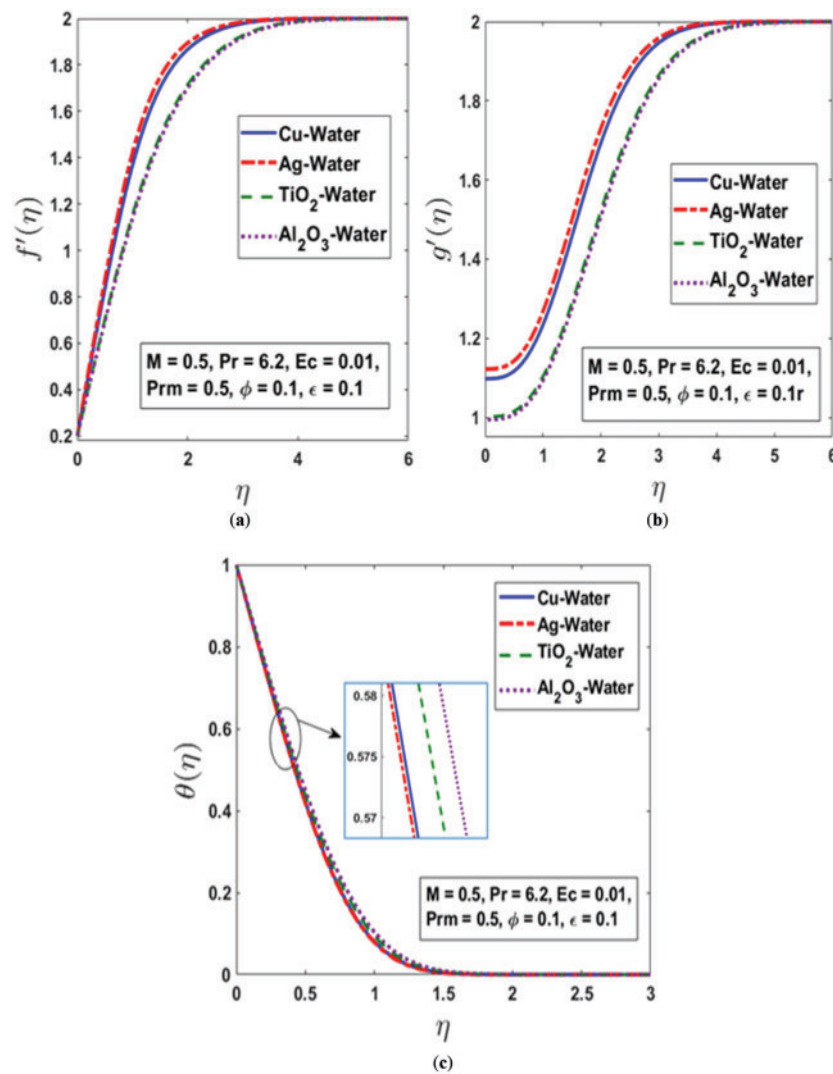 2
1.8
1.6
1.4
1.2
1
0.8
0.6
0.4
0.2
f′(η)
Cu-Water
Ag-Water
TiO₂-Water
Al₂O₃-Water
M = 0.5, Pr = 6.2, Ec = 0.01,
Prm = 0.5, ϕ = 0.1, ϵ = 0.1
0 2 4 6
η
(a)
2
1.8
1.6
1.4
1.2
1
g′(η)
Cu-Water
Ag-Water
TiO₂-Water
Al₂O₃-Water
M = 0.5, Pr = 6.2, Ec = 0.01,
Prm = 0.5, ϕ = 0.1, ϵ = 0.1r
0 1 2 3 4 5 6
η
(b)
1
0.8
0.6
0.4
0.2
0
θ(η)
Cu-Water
Ag-Water
TiO₂-Water
Al₂O₃-Water
0.58
0.575
0.57
M = 0.5, Pr = 6.2, Ec = 0.01,
Prm = 0.5, ϕ = 0.1, ϵ = 0.1
0 0.5 1 1.5 2 2.5 3
η
(c)